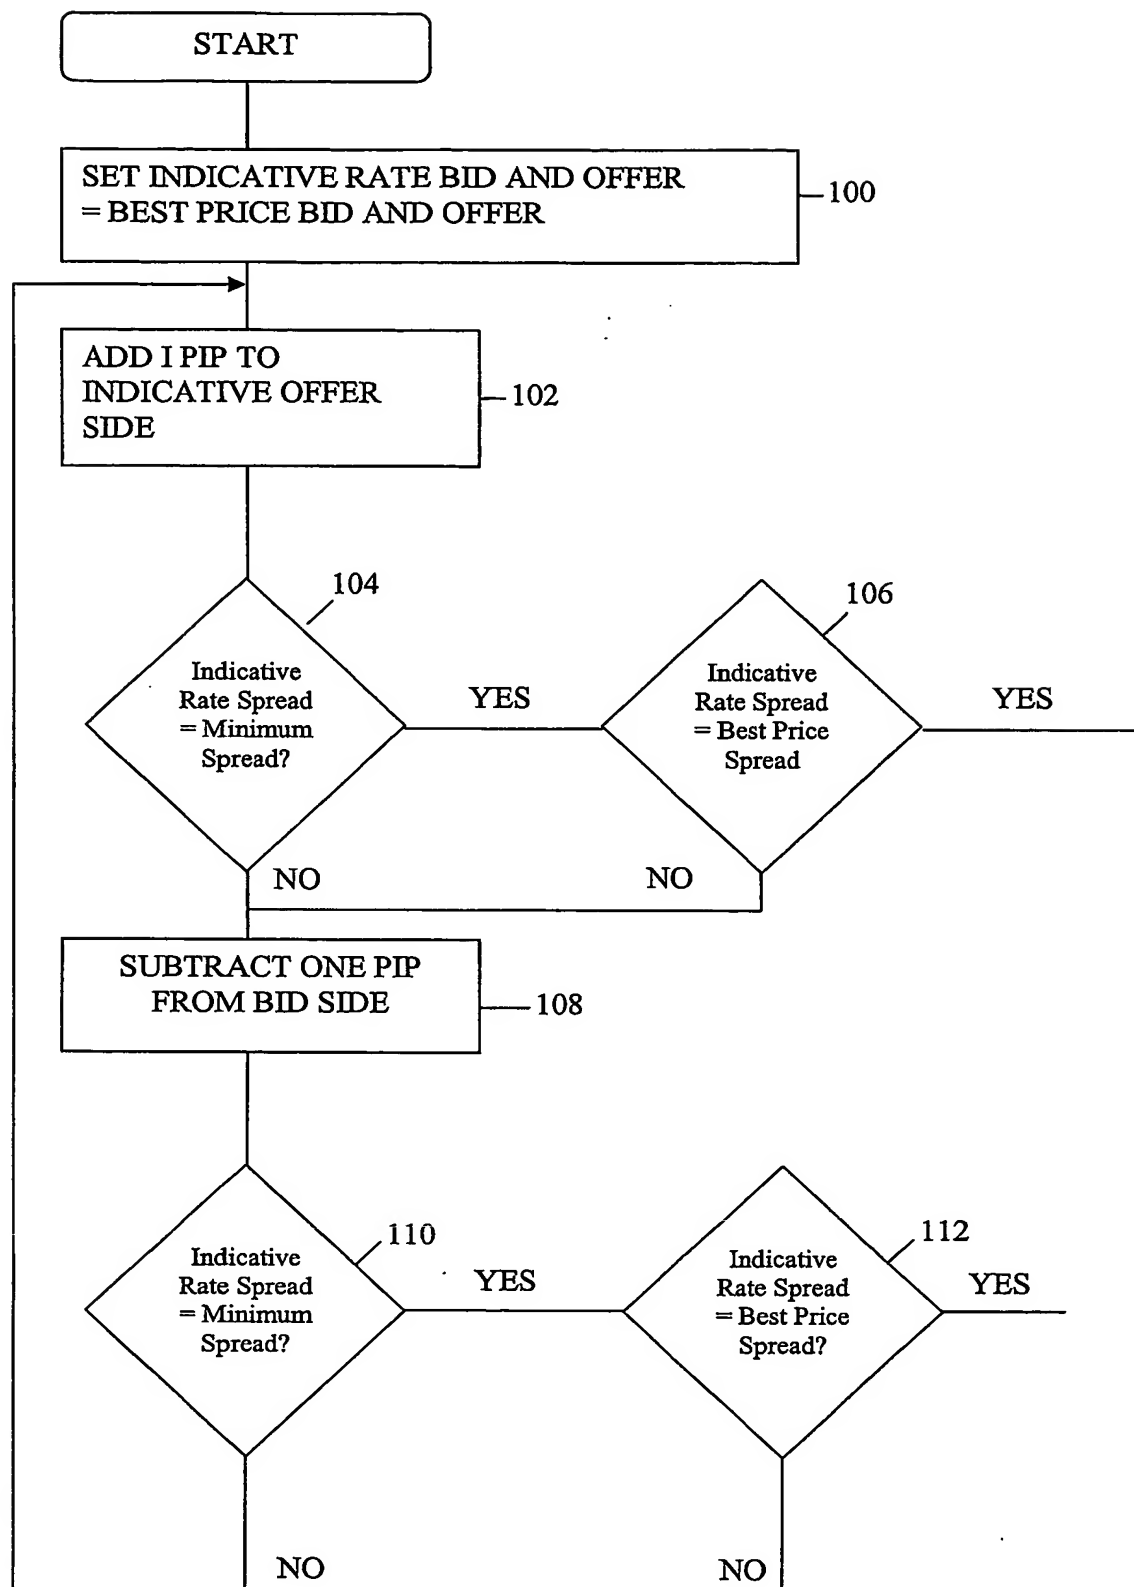 START
SET INDICATIVE RATE BID AND OFFER
= BEST PRICE BID AND OFFER
100
ADD I PIP TO
INDICATIVE OFFER
SIDE
102
104
Indicative
Rate Spread
= Minimum
Spread?
YES
106
Indicative
Rate Spread
= Best Price
Spread
YES
NO
NO
SUBTRACT ONE PIP
FROM BID SIDE
108
110
Indicative
Rate Spread
= Minimum
Spread?
YES
112
Indicative
Rate Spread
= Best Price
Spread?
YES
NO
NO